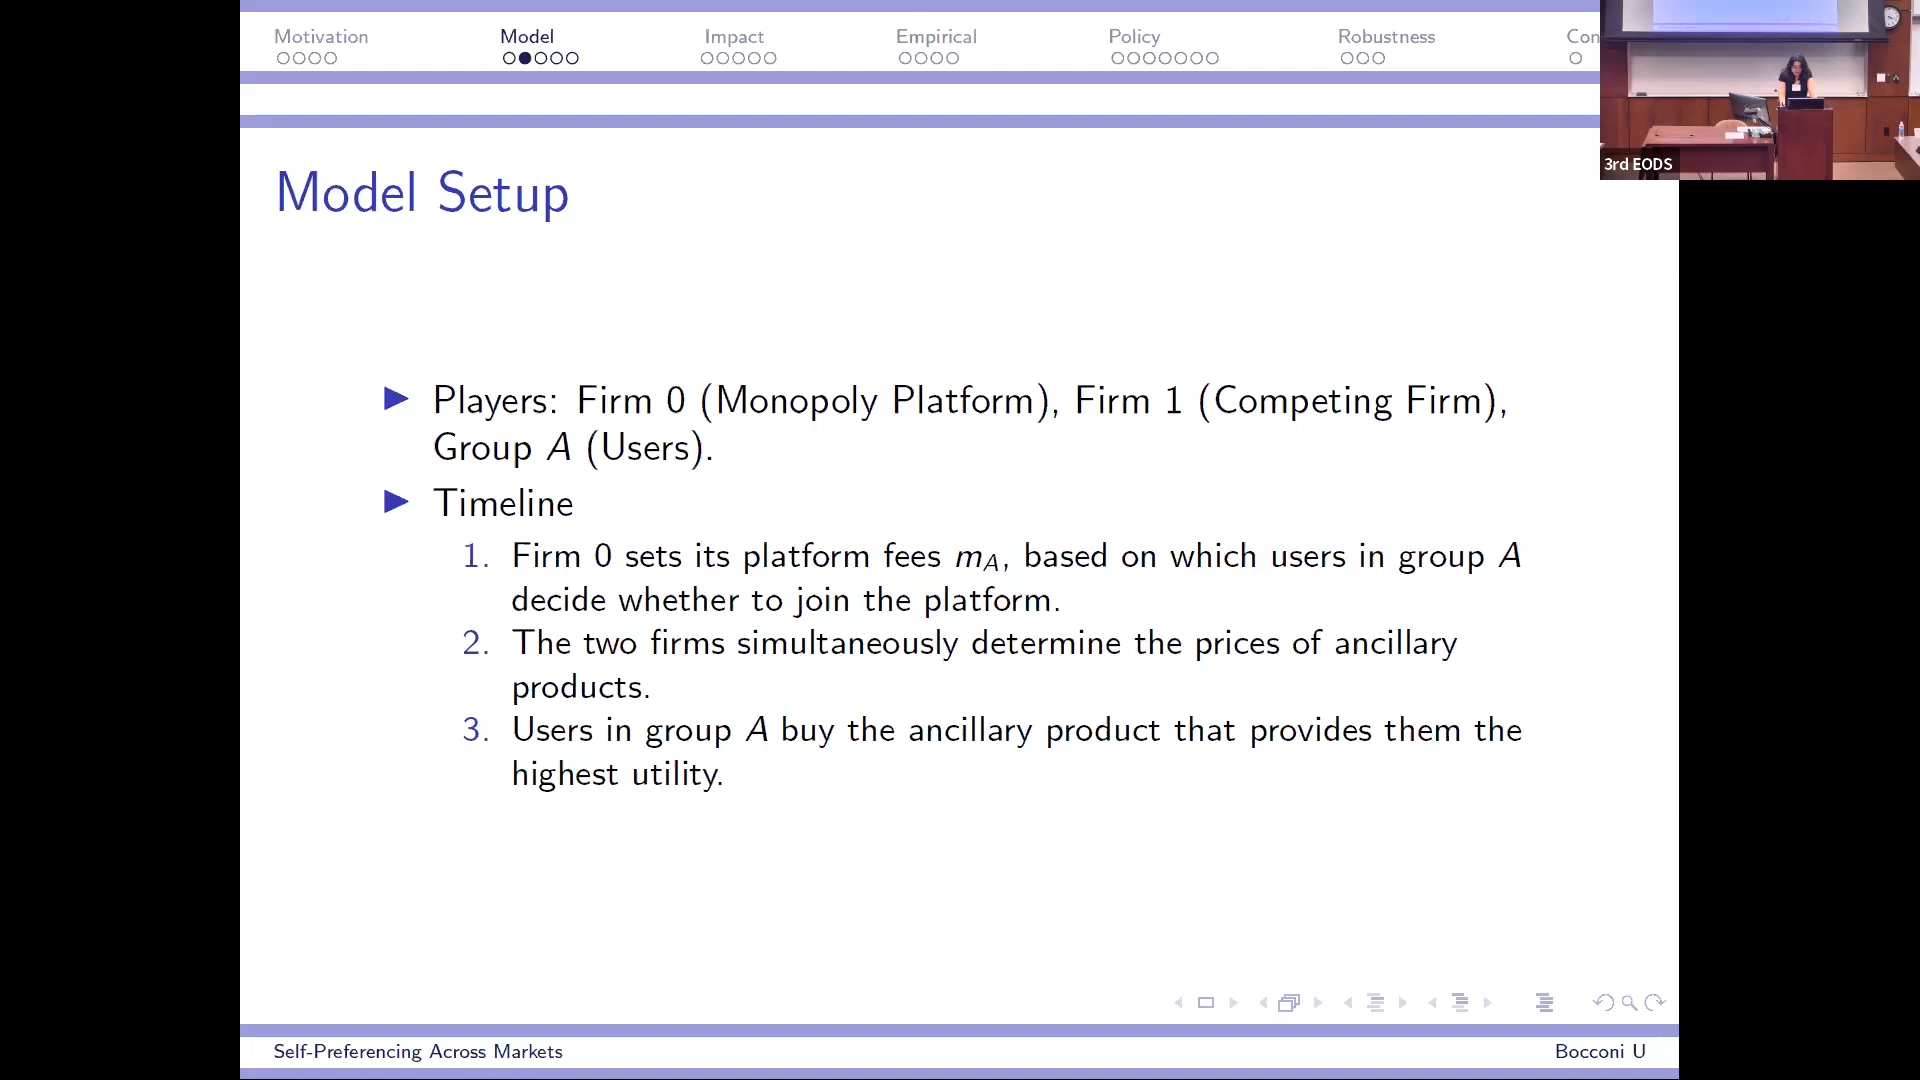 Motivation
Model
Impact
Empirical
Policy
Robustness
Con
3rd EODS
Model Setup
Players: Firm 0 (Monopoly Platform), Firm 1 (Competing Firm),
Group A (Users).
Timeline
1. Firm 0 sets its platform fees m_A, based on which users in group A
decide whether to join the platform.
2. The two firms simultaneously determine the prices of ancillary
products.
3. Users in group A buy the ancillary product that provides them the
highest utility.
Self-Preferencing Across Markets
Bocconi U